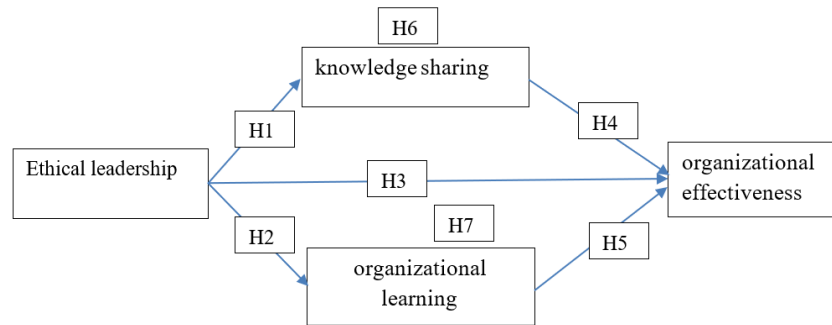 H6
knowledge sharing
H1
H4
Ethical leadership
H3
organizational
effectiveness
H2
H7
H5
organizational
learning